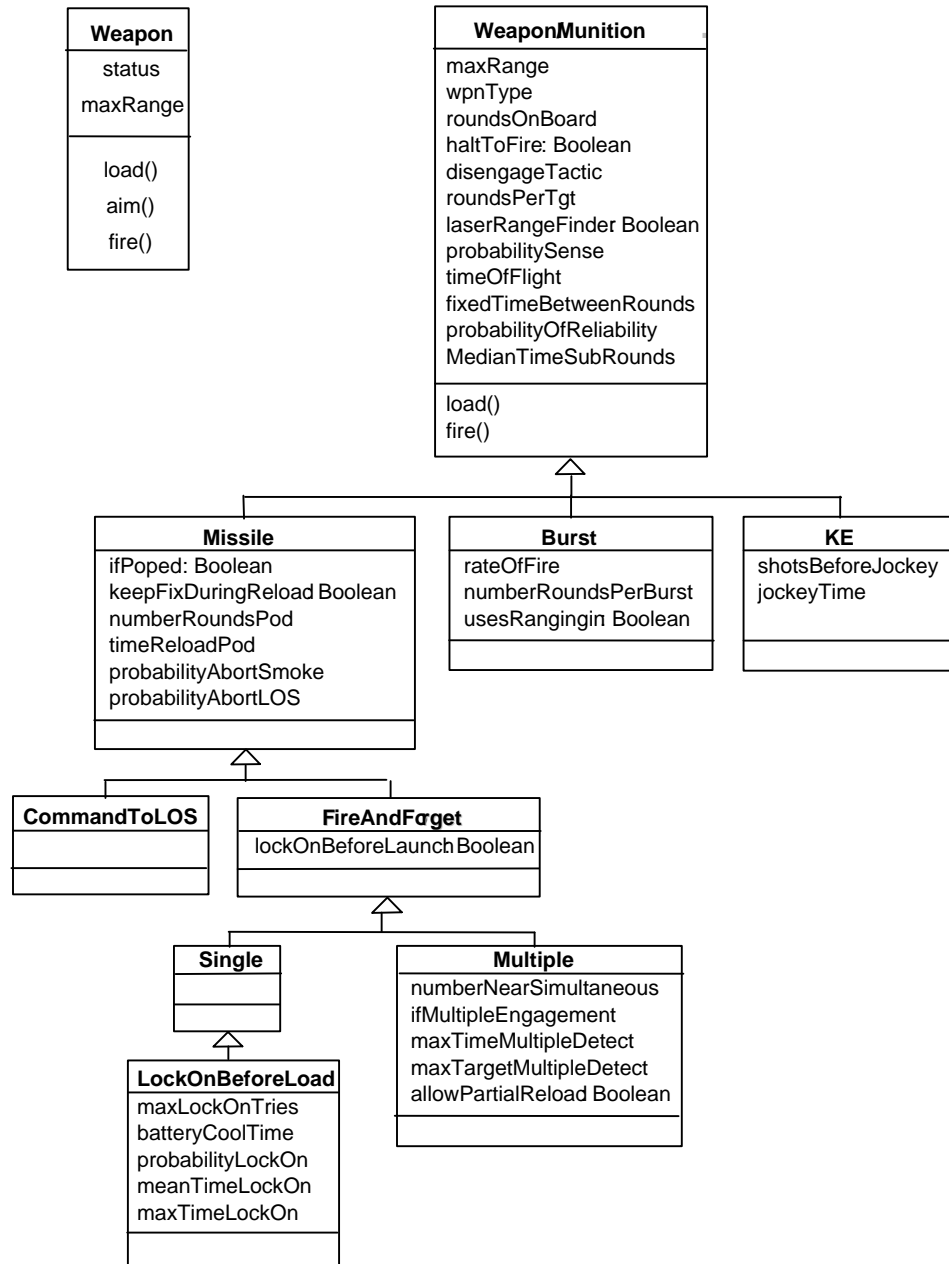 Weapon
status
maxRange
load()
aim()
fire()
WeaponMunition
maxRange
wpnType
roundsOnBoard
haltToFire: Boolean
disengageTactic
roundsPerTgt
laserRangeFinder: Boolean
probabilitySense
timeOfFlight
fixedTimeBetweenRounds
probabilityOfReliability
MedianTimeSubRounds
load()
fire()
Missile
ifPoped: Boolean
keepFixDuringReload Boolean
numberRoundsPod
timeReloadPod
probabilityAbortSmoke
probabilityAbortLOS
Burst
rateOfFire
numberRoundsPerBurst
usesRangingin: Boolean
KE
shotsBeforeJockey
jockeyTime
CommandToLOS
FireAndForget
lockOnBeforeLaunch: Boolean
Single
Multiple
numberNearSimultaneous
ifMultipleEngagement
maxTimeMultipleDetect
maxTargetMultipleDetect
allowPartialReload Boolean
LockOnBeforeLoad
maxLockOnTries
batteryCoolTime
probabilityLockOn
meanTimeLockOn
maxTimeLockOn